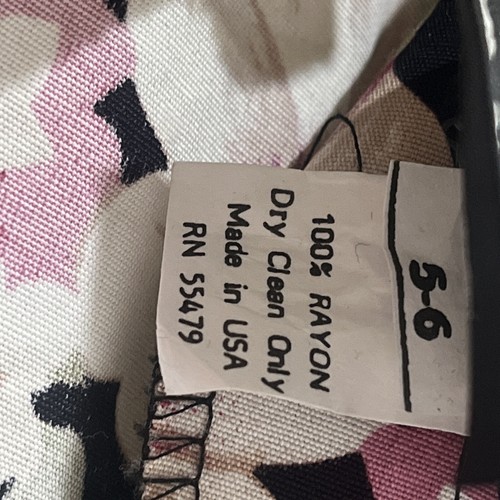 5-6
100% RAYON
Dry Clean Only
Made in USA
RN 55479